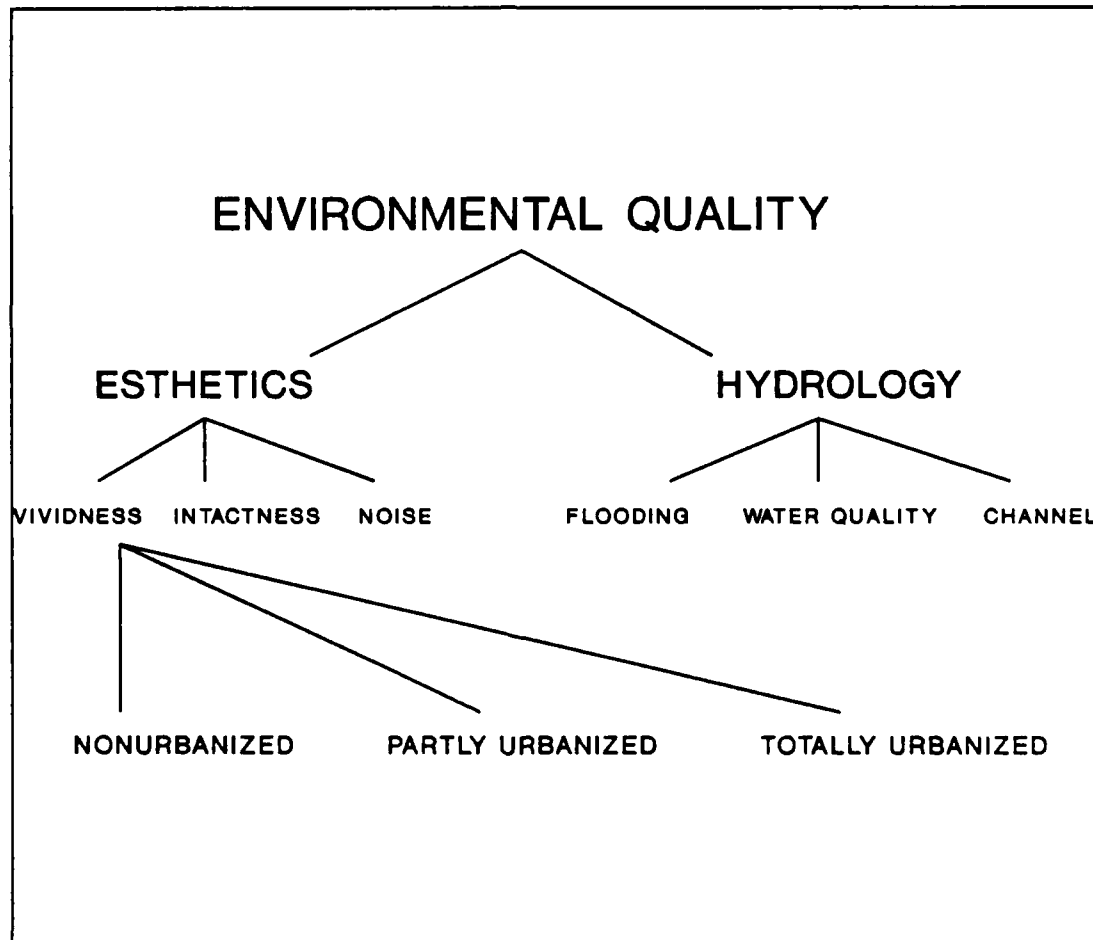 ENVIRONMENTAL QUALITY
ESTHETICS HYDROLOGY
VIVIDNESS INTACTNESS NOISE FLOODING WATER QUALITY CHANNEL
NONURBANIZED PARTLY URBANIZED TOTALLY URBANIZED